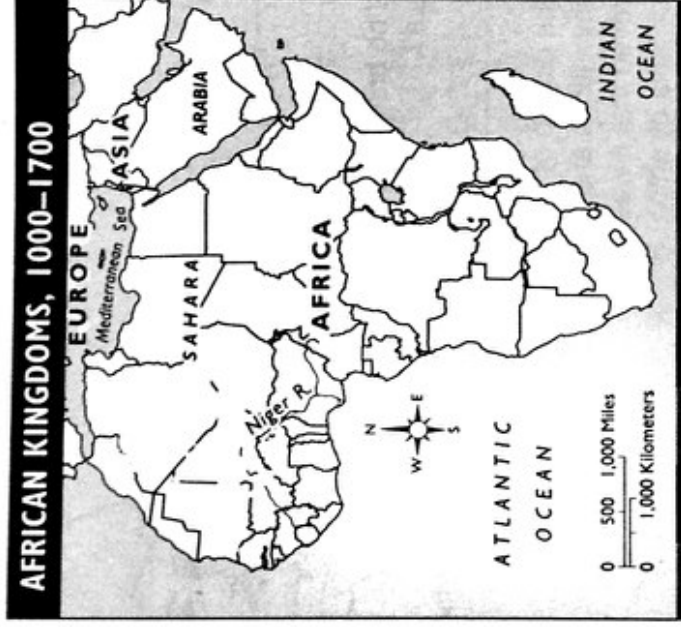 AFRICAN KINGDOMS, 1000–1700
EUROPE
ASIA
Mediterranean Sea
ARABIA
SAHARA
AFRICA
Niger R.
N
W
E
S
ATLANTIC
OCEAN
INDIAN
OCEAN
0 500 1,000 Miles
0 1,000 Kilometers